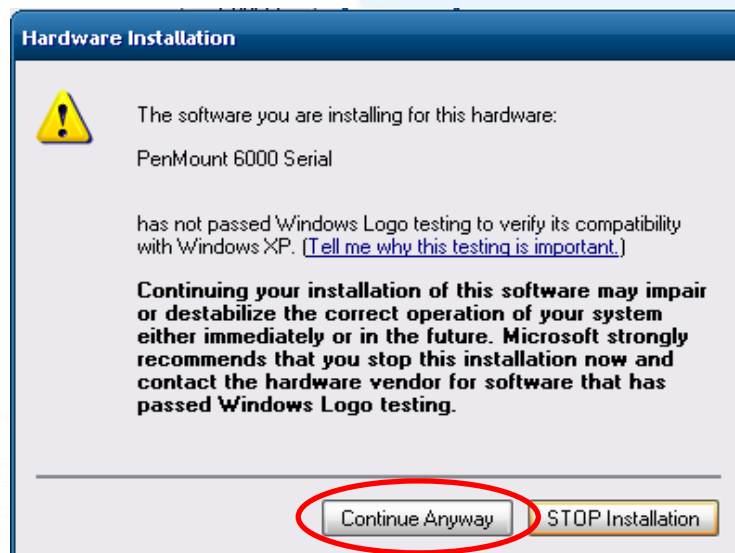 Hardware Installation
The software you are installing for this hardware:
PenMount 6000 Serial
has not passed Windows Logo testing to verify its compatibility
with Windows XP. (Tell me why this testing is important.)
Continuing your installation of this software may impair
or destabilize the correct operation of your system
either immediately or in the future. Microsoft strongly
recommends that you stop this installation now and
contact the hardware vendor for software that has
passed Windows Logo testing.
Continue Anyway
STOP Installation